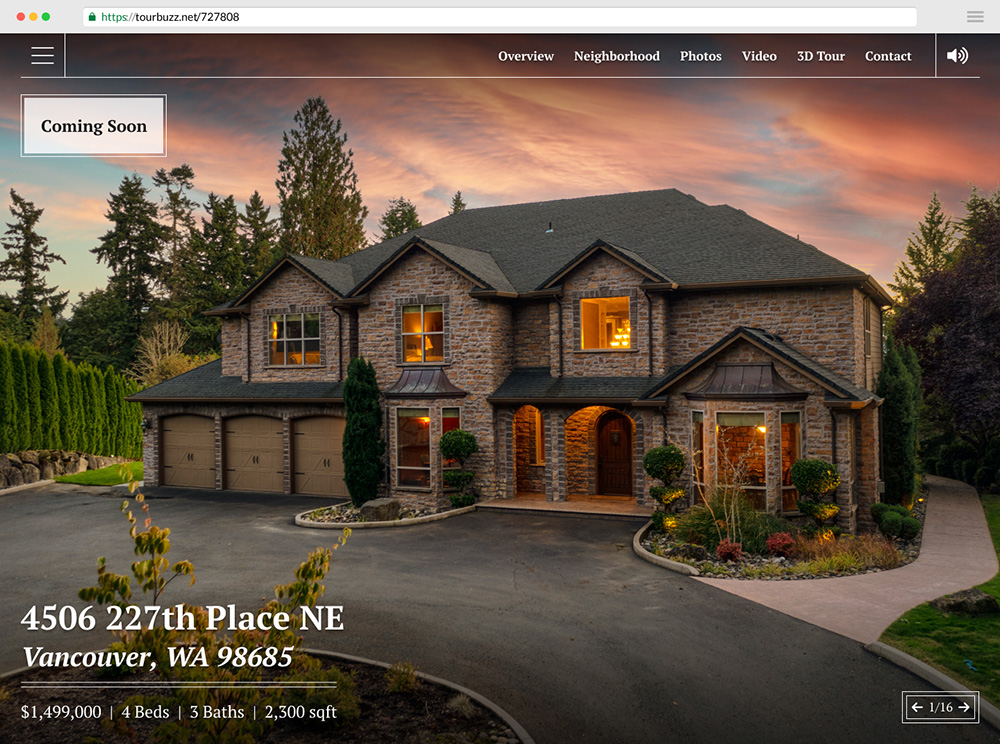 https://tourbuzz.net/727808
Overview Neighborhood Photos Video 3D Tour Contact
Coming Soon
4506 227th Place NE
Vancouver, WA 98685
$1,499,000 | 4 Beds | 3 Baths | 2,300 sqft
1/16